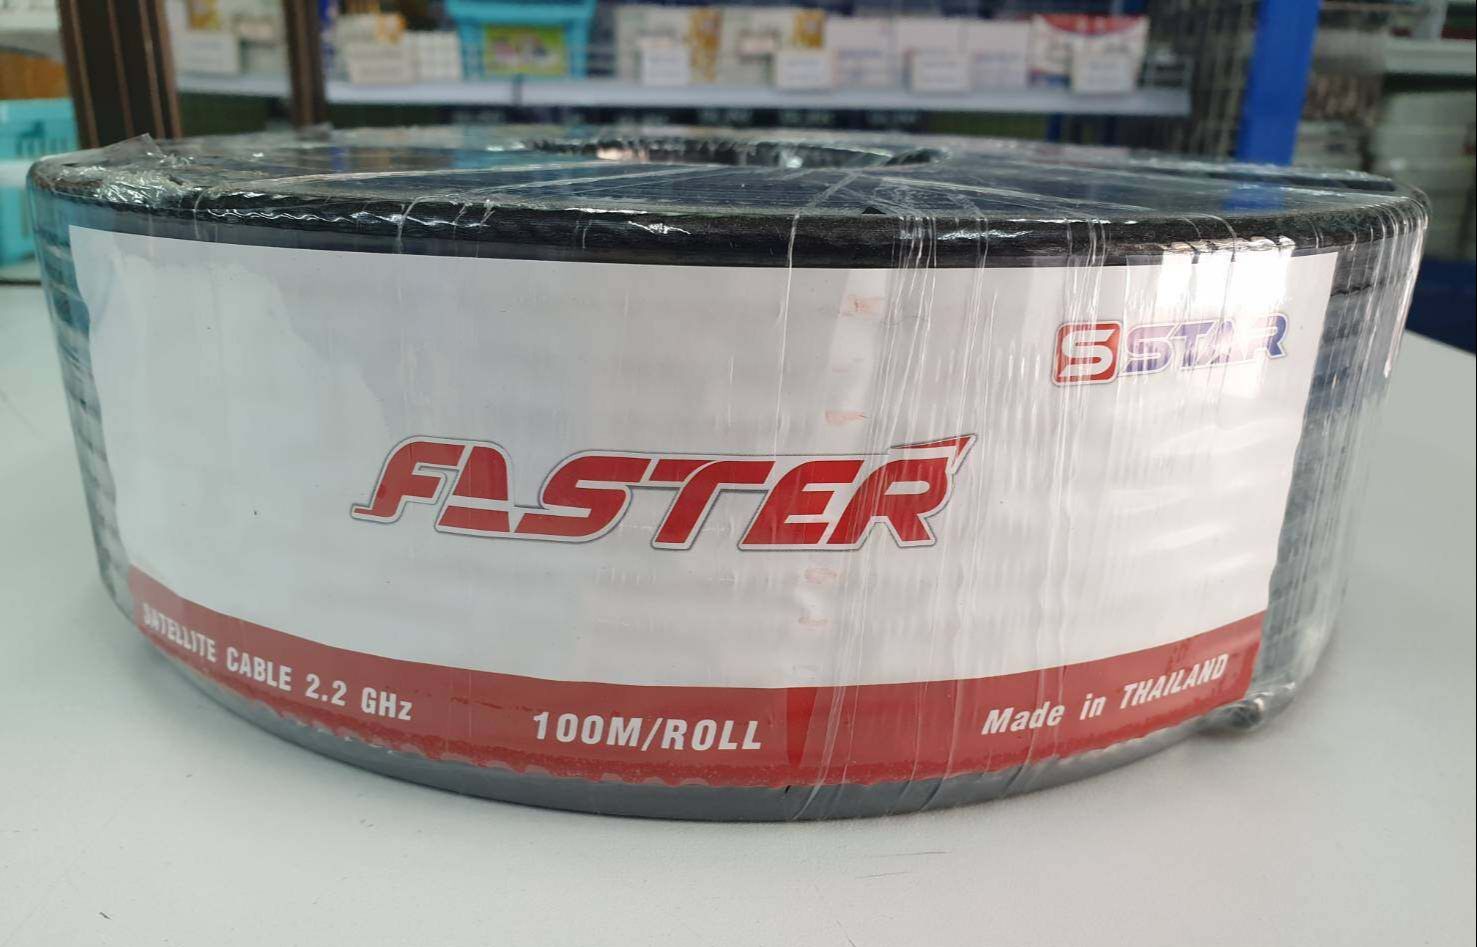 S STAR
FASTER
SATELLITE CABLE 2.2 GHz
100M/ROLL
Made in THAILAND